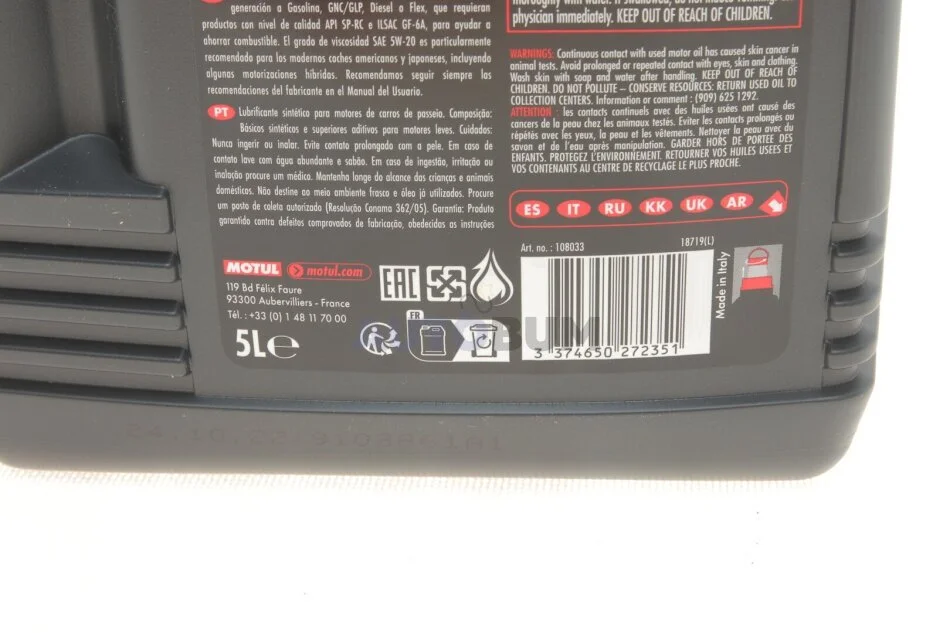 generación a Gasolina, GNC/GLP, Diesel o Flex, que requieran
productos con nivel de calidad API SP-RC e ILSAC GF-6A, para ayudar a
ahorrar combustible. El grado de viscosidad SAE 5W-20 es particularmente
recomendado para los modernos coches americanos y japoneses, incluyendo
algunas motorizaciones híbridas. Recomendamos seguir siempre las
recomendaciones del fabricante en el Manual del Usuario.
PT Lubrificante sintético para motores de carros de passeio. Composição:
Básicos sintéticos e superiores aditivos para motores leves. Cuidados:
Nunca ingerir ou inalar. Evite contato prolongado com a pele. Em caso de
contato lave com água abundante e sabão. Em caso de ingestão, irritação ou
inalação procure um médico. Mantenha longe do alcance das crianças e animais
domésticos. Não destine ao meio ambiente frasco e óleo já utilizados. Procure
um posto de coleta autorizado (Resolução Conama 362/05). Garantia: Produto
garantido contra defeitos comprovados de fabricação, obedecidas as instruções
MOTUL motul.com
119 Bd Félix Faure
93300 Aubervilliers - France
Tél. : +33 (0) 1 48 11 70 00
5L℮
EAC
FR
thoroughly with water. If swallowed, do not induce vomiting.
physician immediately. KEEP OUT OF REACH OF CHILDREN.
WARNINGS: Continuous contact with used motor oil has caused skin cancer in
animal tests. Avoid prolonged or repeated contact with eyes, skin and clothing.
Wash skin with soap and water after handling. KEEP OUT OF REACH OF
CHILDREN. DO NOT POLLUTE – CONSERVE RESOURCES: RETURN USED OIL TO
COLLECTION CENTERS. Information or comment : (909) 625 1292.
ATTENTION : les contacts continuels avec des huiles usées ont causé des
cancers de la peau chez les animaux testés. Eviter les contacts prolongés ou
répétés avec les yeux, la peau et les vêtements. Nettoyer la peau avec du
savon et de l'eau après manipulation. GARDER HORS DE PORTÉE DES
ENFANTS. PROTEGEZ L'ENVIRONNEMENT. RETOURNER VOS HUILES USEES ET
VOS CONTENANTS AU CENTRE DE RECYCLAGE LE PLUS PROCHE.
ES IT RU KK UK AR
Art. no. : 108033 18719(L)
Made in Italy
3 374650 272351
BUM